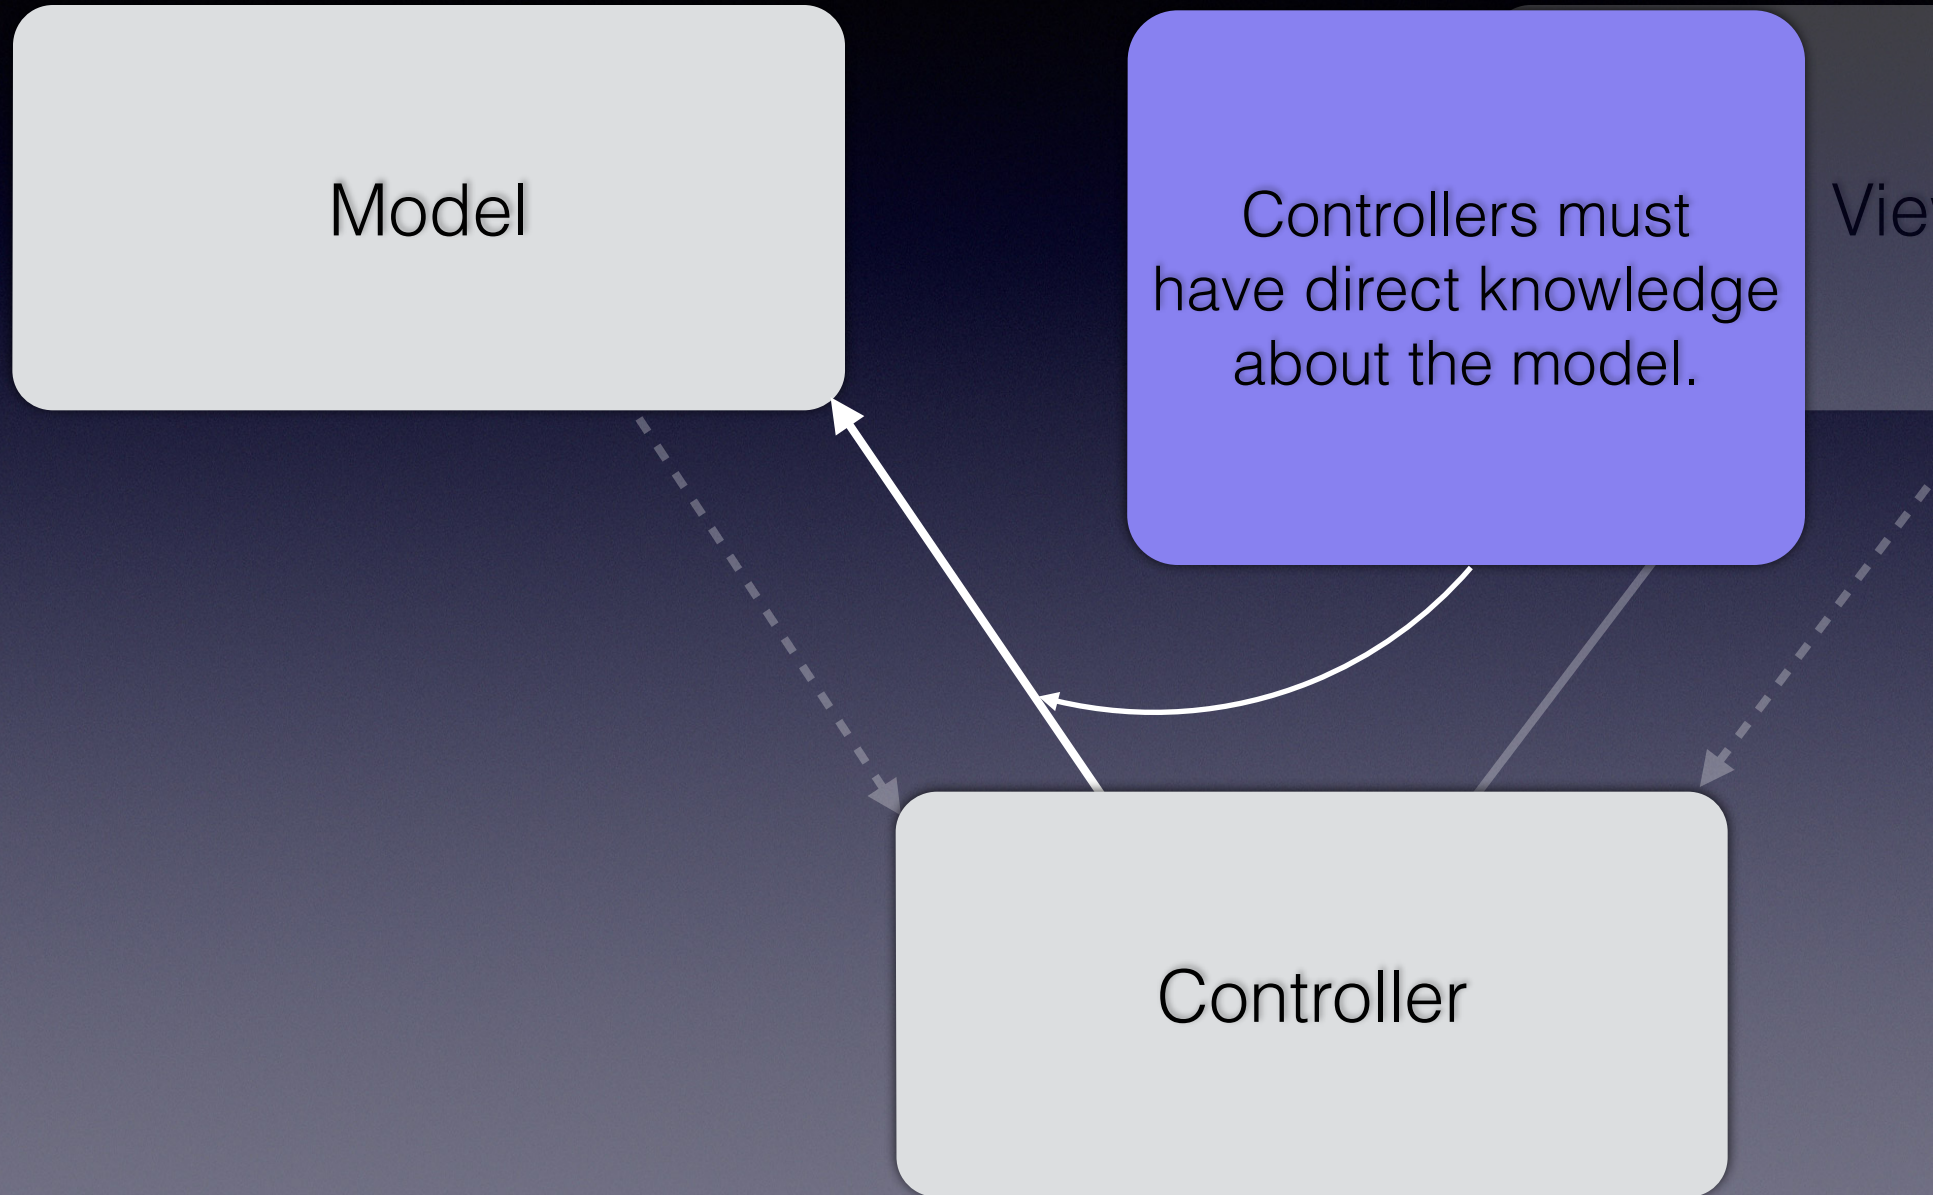 Model
Controllers must
have direct knowledge
about the model.
Controller